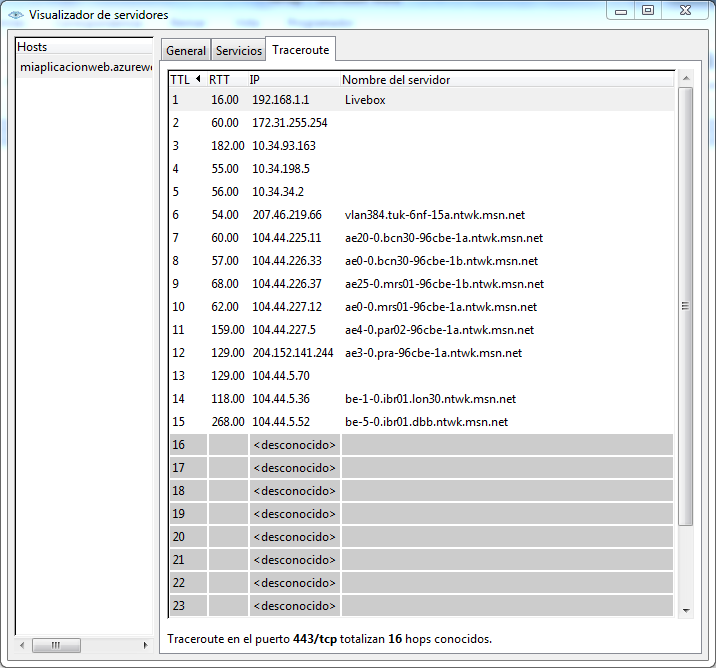 Visualizador de servidores
Hosts
miaplicacionweb.azurewe
General Servicios Traceroute
TTL RTT IP Nombre del servidor
1 16.00 192.168.1.1 Livebox
2 60.00 172.31.255.254
3 182.00 10.34.93.163
4 55.00 10.34.198.5
5 56.00 10.34.34.2
6 54.00 207.46.219.66 vlan384.tuk-6nf-15a.ntwk.msn.net
7 60.00 104.44.225.11 ae20-0.bcn30-96cbe-1a.ntwk.msn.net
8 57.00 104.44.226.33 ae0-0.bcn30-96cbe-1b.ntwk.msn.net
9 68.00 104.44.226.37 ae25-0.mrs01-96cbe-1b.ntwk.msn.net
10 62.00 104.44.227.12 ae0-0.mrs01-96cbe-1a.ntwk.msn.net
11 159.00 104.44.227.5 ae4-0.par02-96cbe-1a.ntwk.msn.net
12 129.00 204.152.141.244 ae3-0.pra-96cbe-1a.ntwk.msn.net
13 129.00 104.44.5.70
14 118.00 104.44.5.36 be-1-0.ibr01.lon30.ntwk.msn.net
15 268.00 104.44.5.52 be-5-0.ibr01.dbb.ntwk.msn.net
16 <desconocido>
17 <desconocido>
18 <desconocido>
19 <desconocido>
20 <desconocido>
21 <desconocido>
22 <desconocido>
23 <desconocido>
Traceroute en el puerto 443/tcp totalizan 16 hops conocidos.